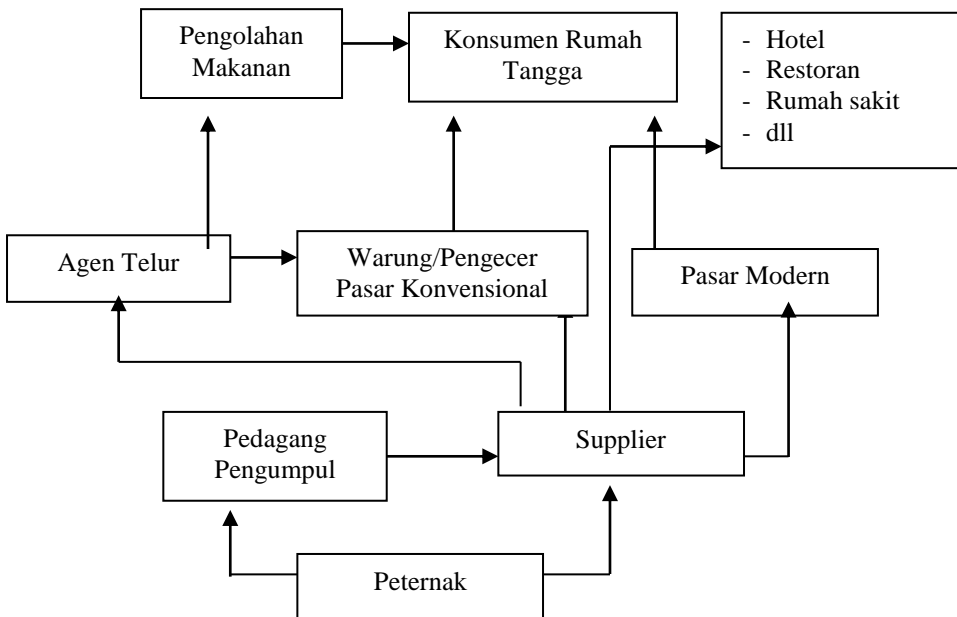 Pengolahan
Makanan
Konsumen Rumah
Tangga
- Hotel
- Restoran
- Rumah sakit
- dll
Agen Telur
Warung/Pengecer
Pasar Konvensional
Pasar Modern
Pedagang
Pengumpul
Supplier
Peternak